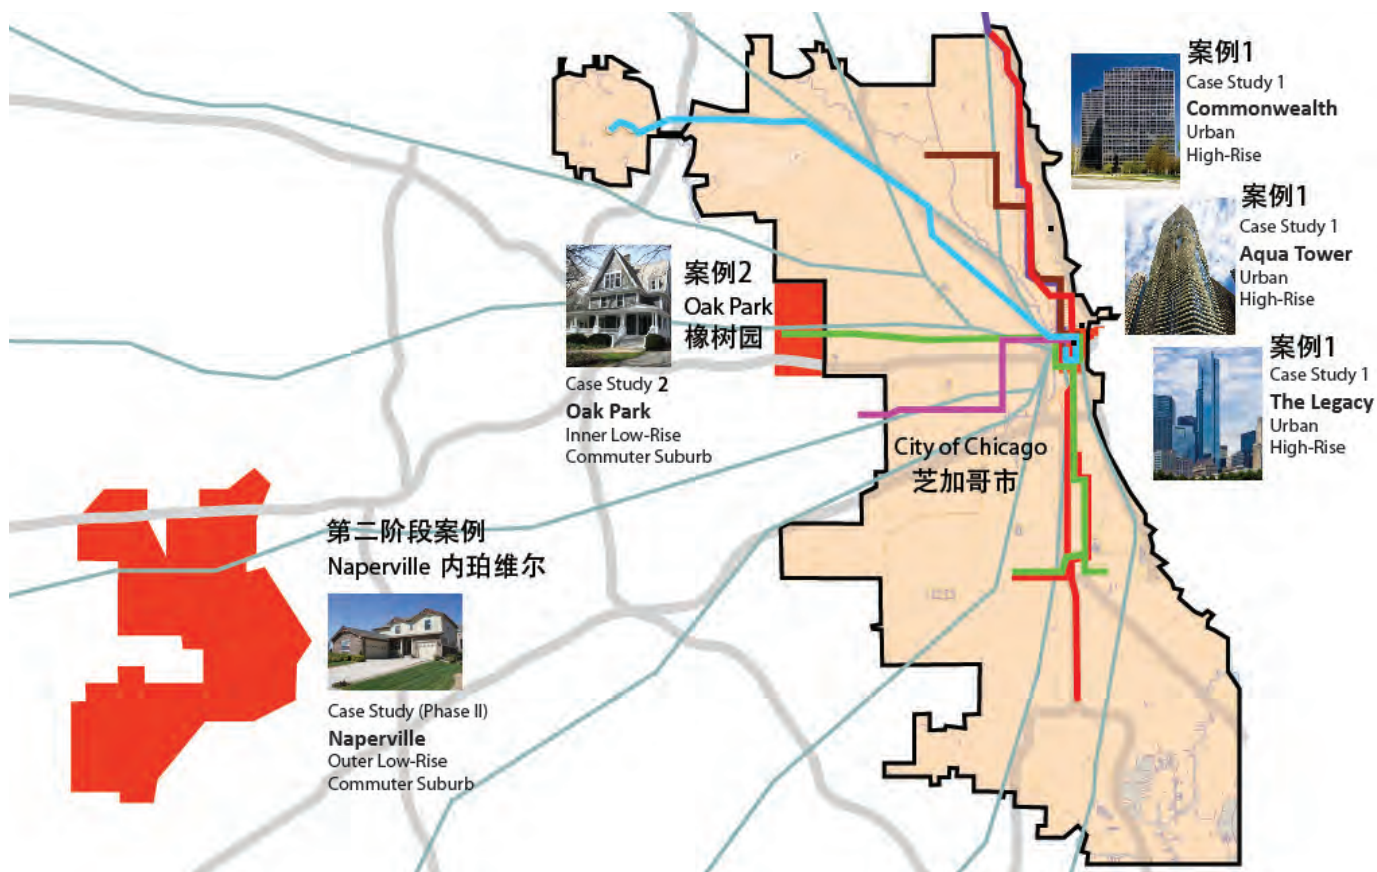 案例1
Case Study 1
Commonwealth
Urban
High-Rise
案例1
Case Study 1
Aqua Tower
Urban
High-Rise
案例1
Case Study 1
The Legacy
Urban
High-Rise
案例2
Oak Park
橡树园
Case Study 2
Oak Park
Inner Low-Rise
Commuter Suburb
City of Chicago
芝加哥市
第二阶段案例
Naperville 内珀维尔
Case Study (Phase II)
Naperville
Outer Low-Rise
Commuter Suburb